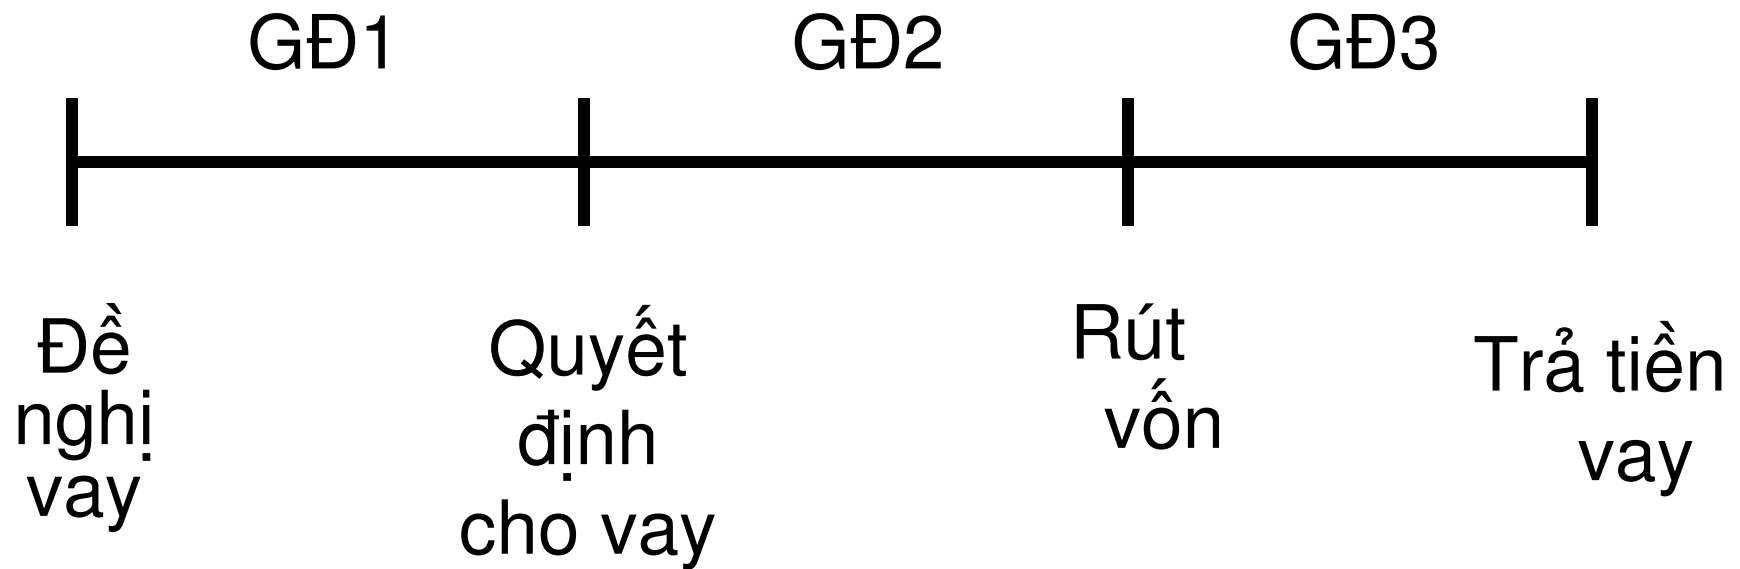 GĐ1 GĐ2 GĐ3
Đề
nghị
vay
Quyết
định
cho vay
Rút
vốn
Trả tiền
vay